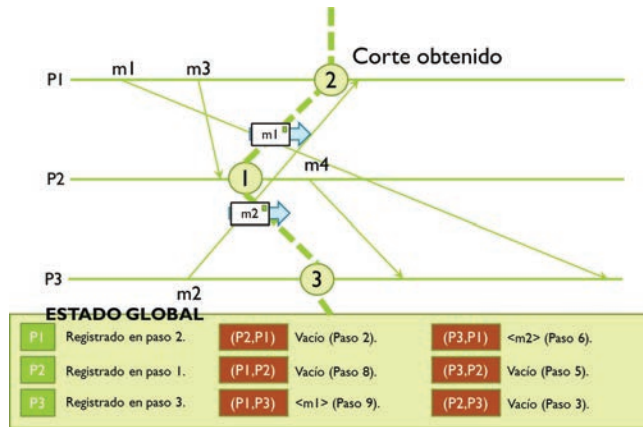 Corte obtenido
m1
m3
P1
2
m1
P2
1
m4
m2
P3
3
m2
ESTADO GLOBAL
P1 Registrado en paso 2. (P2,P1) Vacío (Paso 2). (P3,P1) <m2> (Paso 6).
P2 Registrado en paso 1. (P1,P2) Vacío (Paso 8). (P3,P2) Vacío (Paso 5).
P3 Registrado en paso 3. (P1,P3) <m1> (Paso 9). (P2,P3) Vacío (Paso 3).